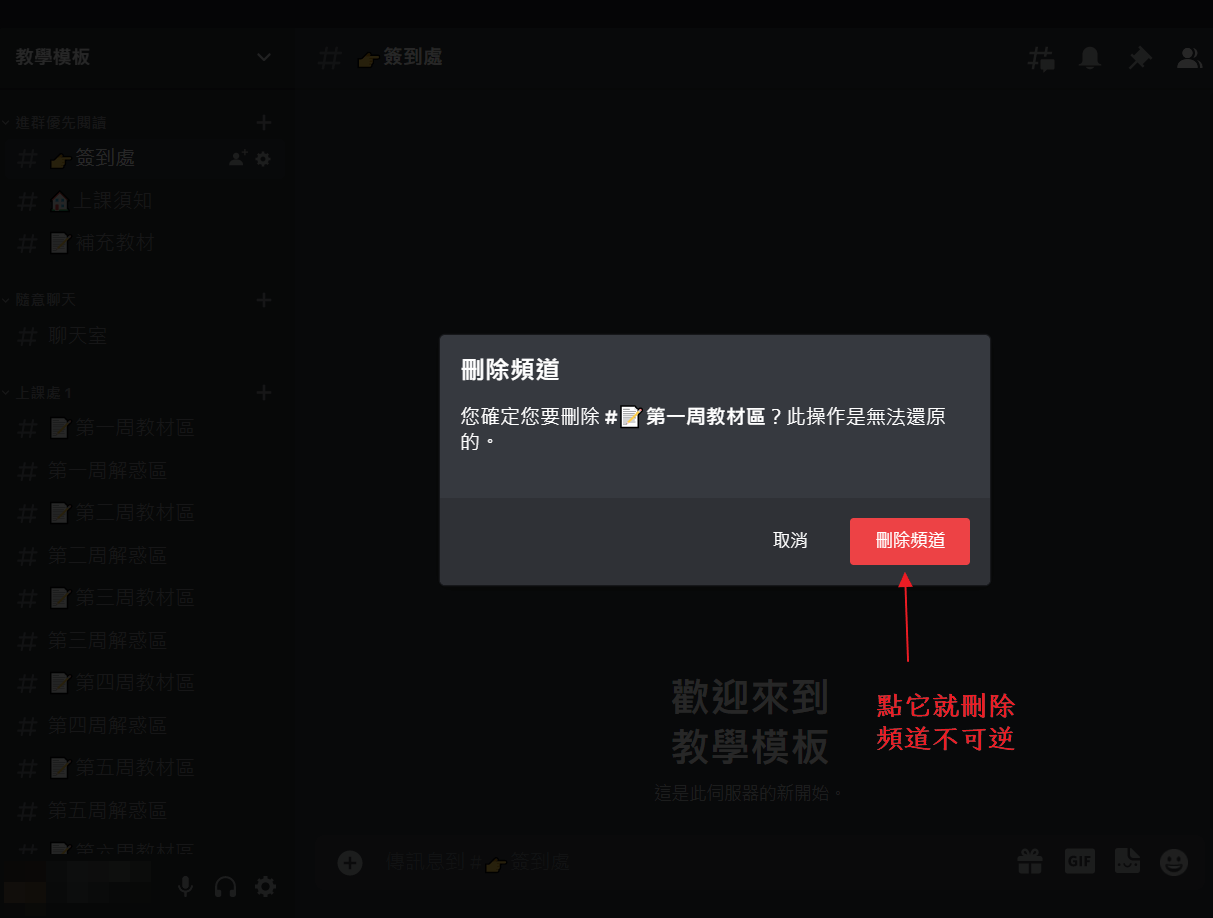 教學模板
# 👉簽到處
進群優先閱讀
# 👉簽到處
# 🏠上課須知
# 📝補充教材
隨意聊天
# 聊天室
上課處 1
# 📝第一周教材區
# 第一周解惑區
# 📝第二周教材區
# 第二周解惑區
# 📝第三周教材區
# 第三周解惑區
# 📝第四周教材區
# 第四周解惑區
# 📝第五周教材區
# 第五周解惑區
# 📝第六周教材區
刪除頻道
您確定您要刪除 #📝第一周教材區？此操作是無法還原
的。
取消
刪除頻道
點它就刪除
頻道不可逆
歡迎來到
教學模板
這是此伺服器的新開始。
傳訊息到 #👉簽到處
GIF